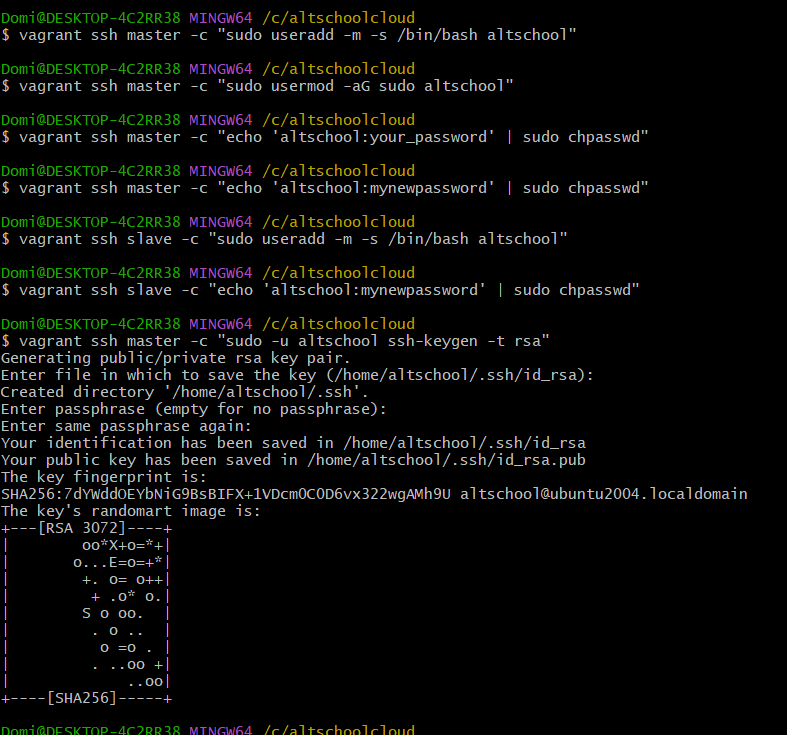 Domi@DESKTOP-4C2RR38 MINGW64 /c/altschoolcloud
$ vagrant ssh master -c "sudo useradd -m -s /bin/bash altschool"
Domi@DESKTOP-4C2RR38 MINGW64 /c/altschoolcloud
$ vagrant ssh master -c "sudo usermod -aG sudo altschool"
Domi@DESKTOP-4C2RR38 MINGW64 /c/altschoolcloud
$ vagrant ssh master -c "echo 'altschool:your_password' | sudo chpasswd"
Domi@DESKTOP-4C2RR38 MINGW64 /c/altschoolcloud
$ vagrant ssh master -c "echo 'altschool:mynewpassword' | sudo chpasswd"
Domi@DESKTOP-4C2RR38 MINGW64 /c/altschoolcloud
$ vagrant ssh slave -c "sudo useradd -m -s /bin/bash altschool"
Domi@DESKTOP-4C2RR38 MINGW64 /c/altschoolcloud
$ vagrant ssh slave -c "echo 'altschool:mynewpassword' | sudo chpasswd"
Domi@DESKTOP-4C2RR38 MINGW64 /c/altschoolcloud
$ vagrant ssh master -c "sudo -u altschool ssh-keygen -t rsa"
Generating public/private rsa key pair.
Enter file in which to save the key (/home/altschool/.ssh/id_rsa):
Created directory '/home/altschool/.ssh'.
Enter passphrase (empty for no passphrase):
Enter same passphrase again:
Your identification has been saved in /home/altschool/.ssh/id_rsa
Your public key has been saved in /home/altschool/.ssh/id_rsa.pub
The key fingerprint is:
SHA256:7dYWddOEYbNiG9BsBIFX+1VDcm0C0D6vx322wgAMh9U altschool@ubuntu2004.localdomain
The key's randomart image is:
+---[RSA 3072]----+
|        oo*X+o=*+|
|       o...E=o=+*|
|        +. o= o++|
|         + .o* o.|
|        S o oo.  |
|         . o ..  |
|          o =o . |
|         . ..oo +|
|             ..oo|
+----[SHA256]-----+
Domi@DESKTOP-4C2RR38 MINGW64 /c/altschoolcloud